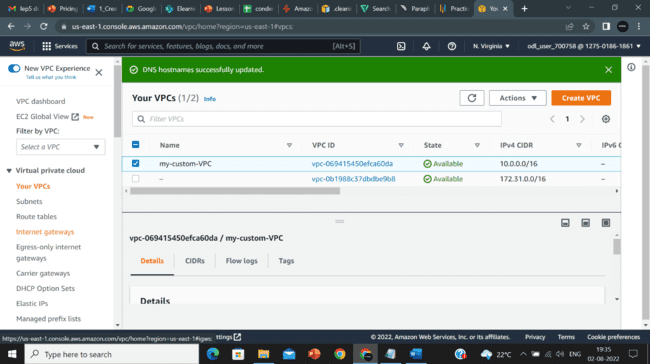 lep5 d
Pricing
1_Crea
Google
Cleanu
Lesson
condo
Amazo
.cleani
Search
Paraph
Practi
Yo
us-east-1.console.aws.amazon.com/vpc/home?region=us-east-1#vpcs:
aws
Services
Search for services, features, blogs, docs, and more
[Alt+S]
N. Virginia
odl_user_700758 @ 1275-0186-1861
New VPC Experience
Tell us what you think
DNS hostnames successfully updated.
VPC dashboard
EC2 Global View New
Filter by VPC:
Select a VPC
Virtual private cloud
Your VPCs
Subnets
Route tables
Internet gateways
Egress-only internet
gateways
Carrier gateways
DHCP Option Sets
Elastic IPs
Managed prefix lists
Your VPCs (1/2) Info
Actions
Create VPC
Filter VPCs
1
Name VPC ID State IPv4 CIDR IPv6 C
my-custom-VPC vpc-069415450efca60da Available 10.0.0.0/16 –
– vpc-0b1988c37dbdbe9b8 Available 172.31.0.0/16 –
vpc-069415450efca60da / my-custom-VPC
Details CIDRs Flow logs Tags
Details
https://us-east-1.console.aws.amazon.com/vpc/home?region=us-east-1#igws: ttings
© 2022, Amazon Web Services, Inc. or its affiliates. Privacy Terms Cookie preferences
Type here to search
22°C
ENG
19:35
02-08-2022